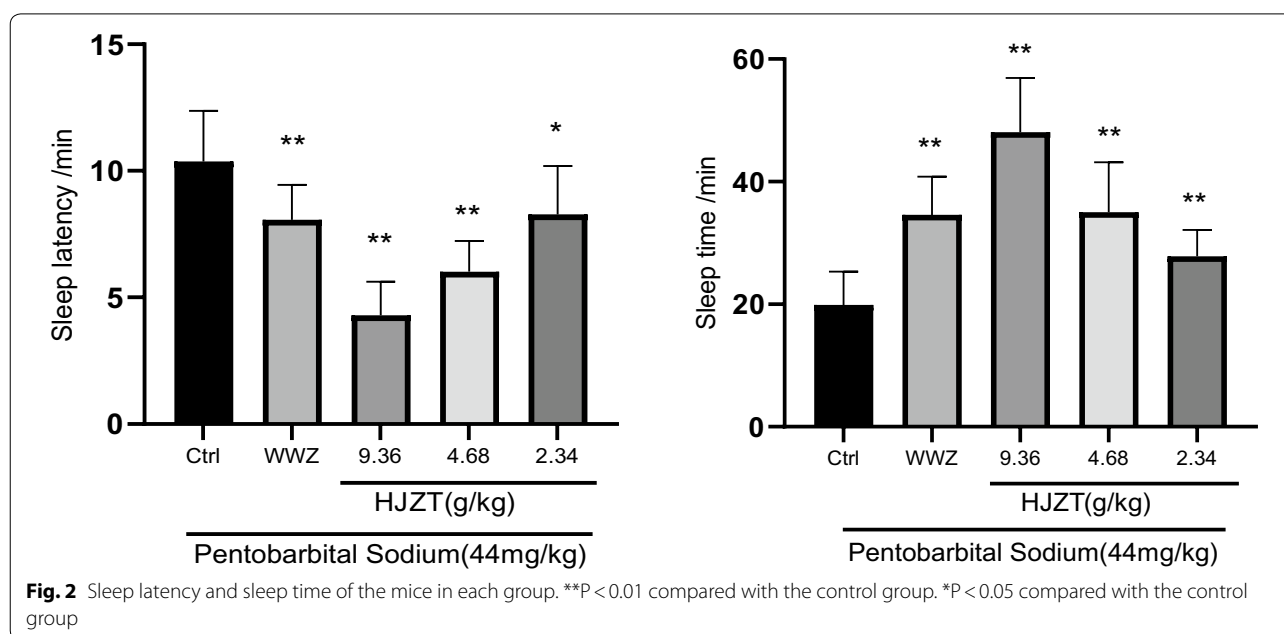 15
10
5
0
Sleep latency /min
**
**
**
*
Ctrl WWZ 9.36 4.68 2.34
HJZT(g/kg)
Pentobarbital Sodium(44mg/kg)
60
40
20
0
Sleep time /min
**
**
**
**
Ctrl WWZ 9.36 4.68 2.34
HJZT(g/kg)
Pentobarbital Sodium(44mg/kg)
Fig. 2 Sleep latency and sleep time of the mice in each group. **P < 0.01 compared with the control group. *P < 0.05 compared with the control
group